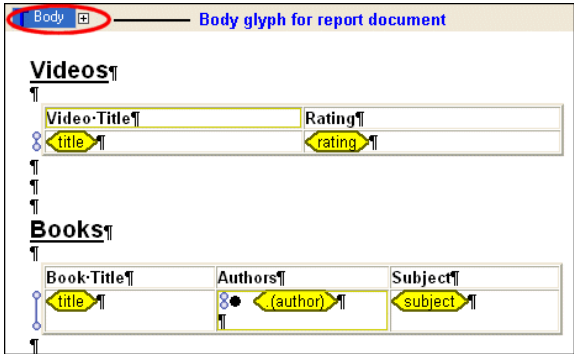 Body Body glyph for report document
Videos¶
¶
Video·Title¶ Rating¶
title ¶ rating ¶
¶
¶
¶
Books¶
¶
Book·Title¶ Authors¶ Subject¶
title ¶ ● .(author) ¶ subject ¶
¶
¶